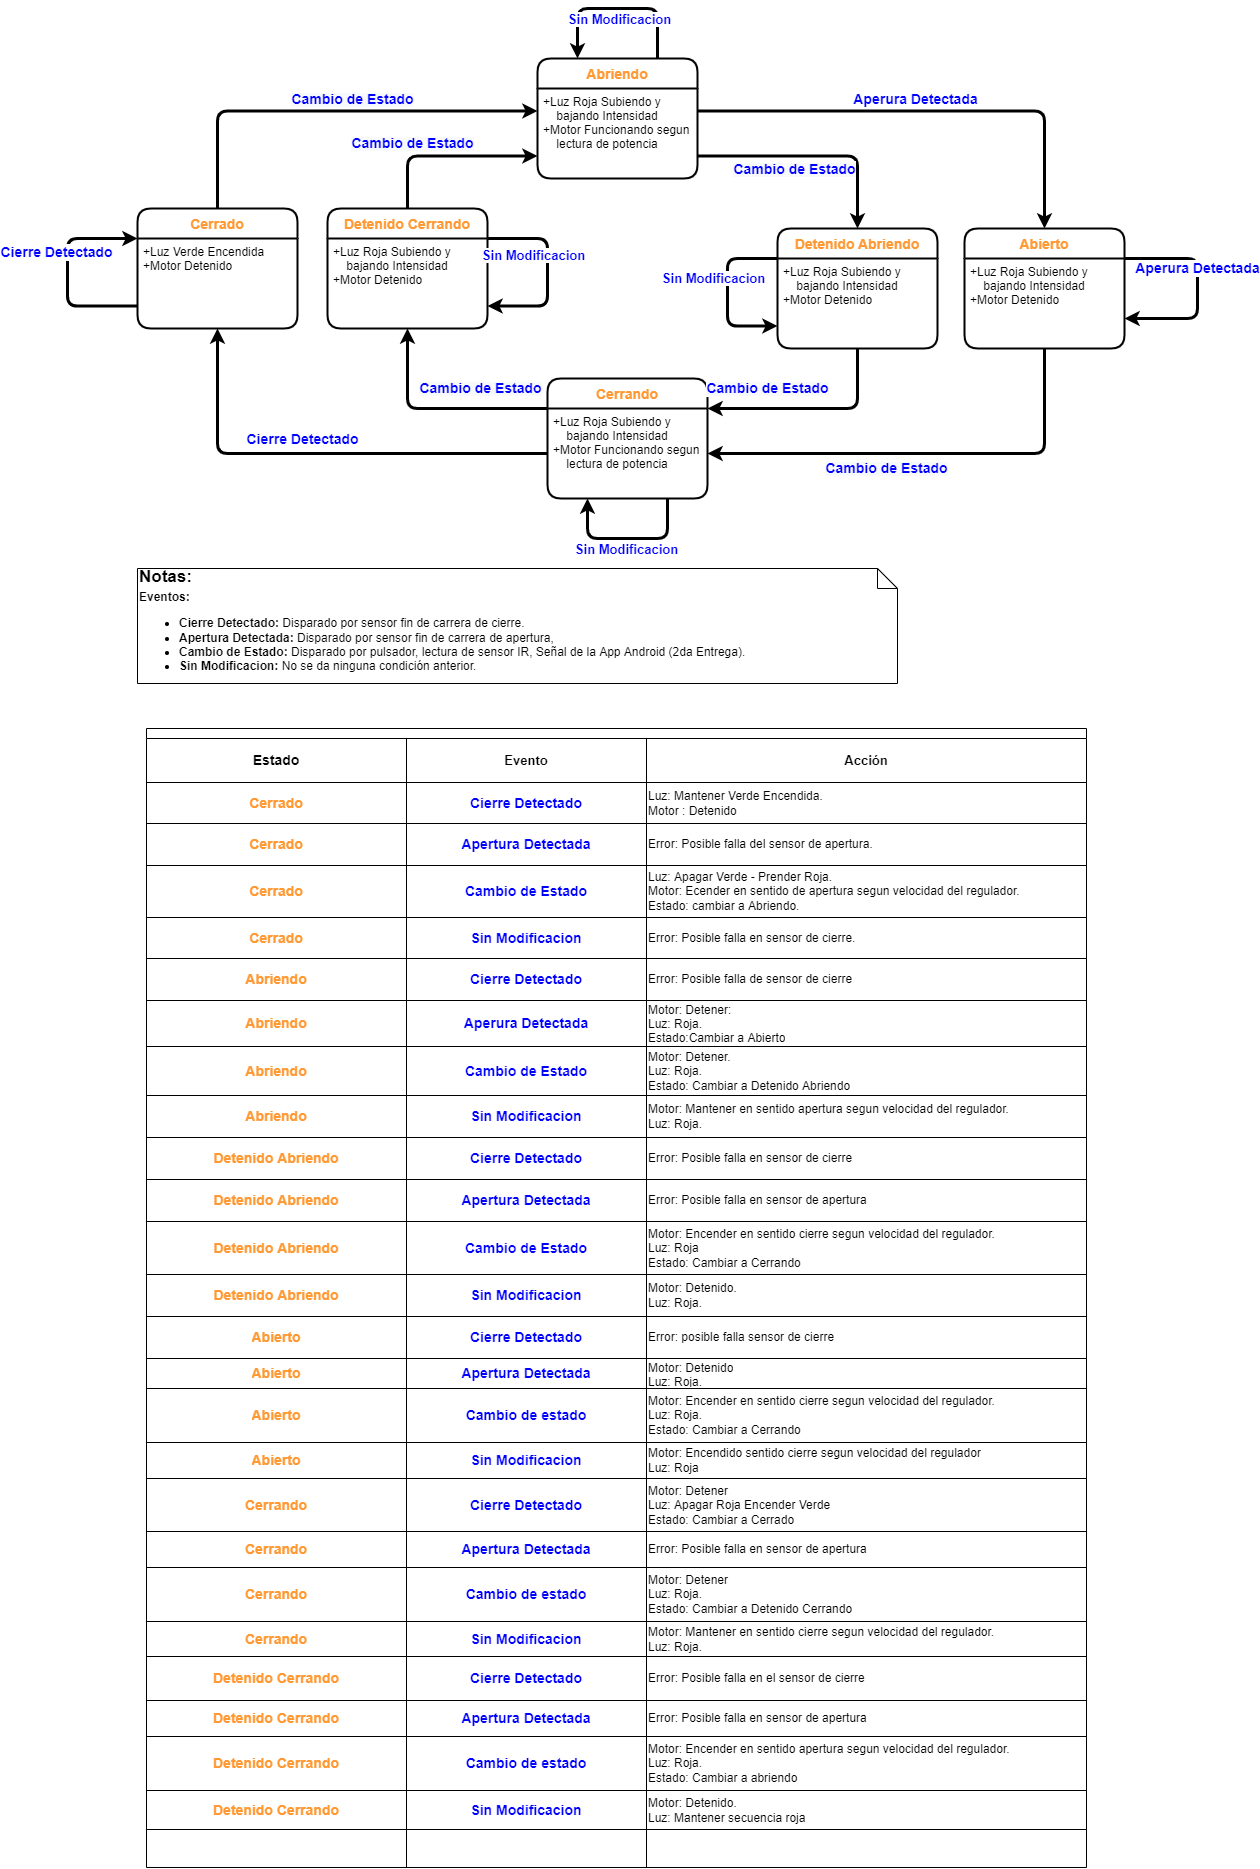 Sin Modificacion
Abriendo
+Luz Roja Subiendo y
bajando Intensidad
+Motor Funcionando segun
lectura de potencia
Cambio de Estado
Aperura Detectada
Cambio de Estado
Cambio de Estado
Cerrado
+Luz Verde Encendida
+Motor Detenido
Cierre Detectado
Detenido Cerrando
+Luz Roja Subiendo y
bajando Intensidad
+Motor Detenido
Sin Modificacion
Detenido Abriendo
+Luz Roja Subiendo y
bajando Intensidad
+Motor Detenido
Sin Modificacion
Abierto
+Luz Roja Subiendo y
bajando Intensidad
+Motor Detenido
Aperura Detectada
Cambio de Estado
Cerrando
+Luz Roja Subiendo y
bajando Intensidad
+Motor Funcionando segun
lectura de potencia
Cambio de Estado
Cierre Detectado
Cambio de Estado
Sin Modificacion
Notas:
Eventos:
• Cierre Detectado: Disparado por sensor fin de carrera de cierre.
• Apertura Detectada: Disparado por sensor fin de carrera de apertura,
• Cambio de Estado: Disparado por pulsador, lectura de sensor IR, Señal de la App Android (2da Entrega).
• Sin Modificacion: No se da ninguna condición anterior.
Estado Evento Acción
Cerrado Cierre Detectado Luz: Mantener Verde Encendida.
Motor : Detenido
Cerrado Apertura Detectada Error: Posible falla del sensor de apertura.
Cerrado Cambio de Estado Luz: Apagar Verde - Prender Roja.
Motor: Ecender en sentido de apertura segun velocidad del regulador.
Estado: cambiar a Abriendo.
Cerrado Sin Modificacion Error: Posible falla en sensor de cierre.
Abriendo Cierre Detectado Error: Posible falla de sensor de cierre
Abriendo Aperura Detectada Motor: Detener:
Luz: Roja.
Estado:Cambiar a Abierto
Abriendo Cambio de Estado Motor: Detener.
Luz: Roja.
Estado: Cambiar a Detenido Abriendo
Abriendo Sin Modificacion Motor: Mantener en sentido apertura segun velocidad del regulador.
Luz: Roja.
Detenido Abriendo Cierre Detectado Error: Posible falla en sensor de cierre
Detenido Abriendo Apertura Detectada Error: Posible falla en sensor de apertura
Detenido Abriendo Cambio de Estado Motor: Encender en sentido cierre segun velocidad del regulador.
Luz: Roja
Estado: Cambiar a Cerrando
Detenido Abriendo Sin Modificacion Motor: Detenido.
Luz: Roja.
Abierto Cierre Detectado Error: posible falla sensor de cierre
Abierto Apertura Detectada Motor: Detenido
Luz: Roja.
Abierto Cambio de estado Motor: Encender en sentido cierre segun velocidad del regulador.
Luz: Roja.
Estado: Cambiar a Cerrando
Abierto Sin Modificacion Motor: Encendido sentido cierre segun velocidad del regulador
Luz: Roja
Cerrando Cierre Detectado Motor: Detener
Luz: Apagar Roja Encender Verde
Estado: Cambiar a Cerrado
Cerrando Apertura Detectada Error: Posible falla en sensor de apertura
Cerrando Cambio de estado Motor: Detener
Luz: Roja.
Estado: Cambiar a Detenido Cerrando
Cerrando Sin Modificacion Motor: Mantener en sentido cierre segun velocidad del regulador.
Luz: Roja.
Detenido Cerrando Cierre Detectado Error: Posible falla en el sensor de cierre
Detenido Cerrando Apertura Detectada Error: Posible falla en sensor de apertura
Detenido Cerrando Cambio de estado Motor: Encender en sentido apertura segun velocidad del regulador.
Luz: Roja.
Estado: Cambiar a abriendo
Detenido Cerrando Sin Modificacion Motor: Detenido.
Luz: Mantener secuencia roja